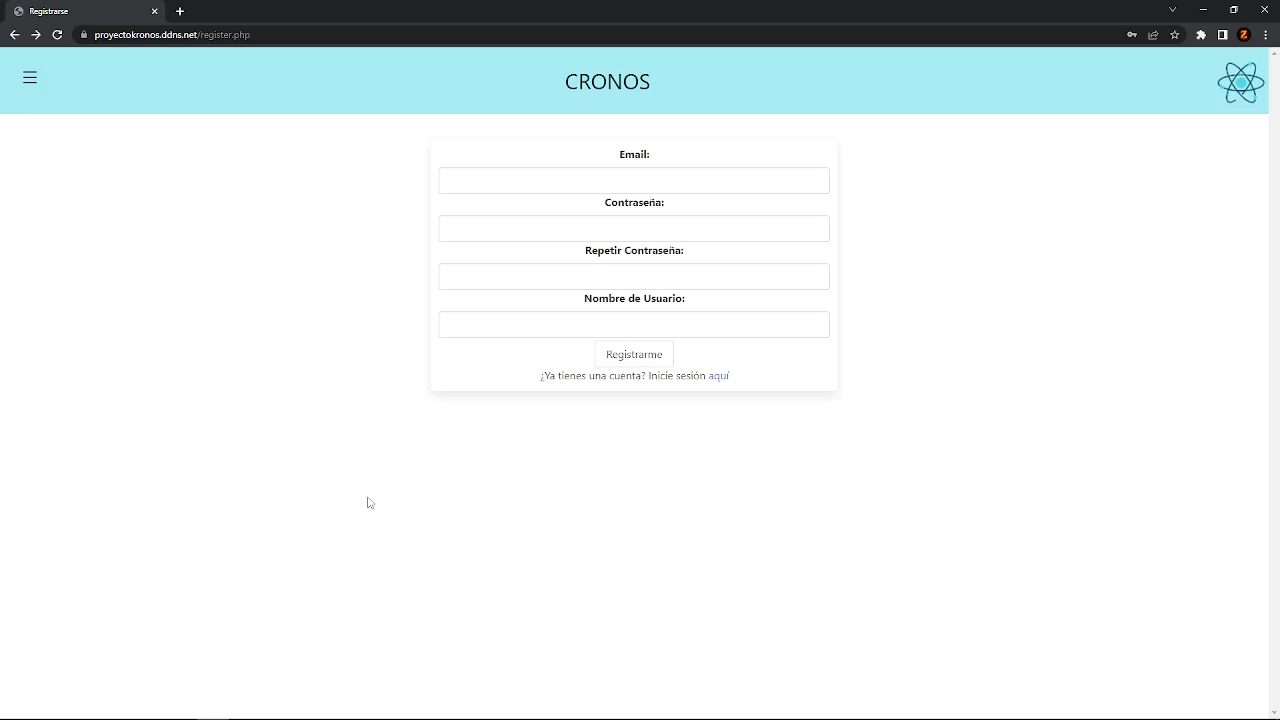 Registrarse
proyectokronos.ddns.net/register.php
CRONOS
Email:
Contraseña:
Repetir Contraseña:
Nombre de Usuario:
Registrarme
¿Ya tienes una cuenta? Inicie sesión aquí